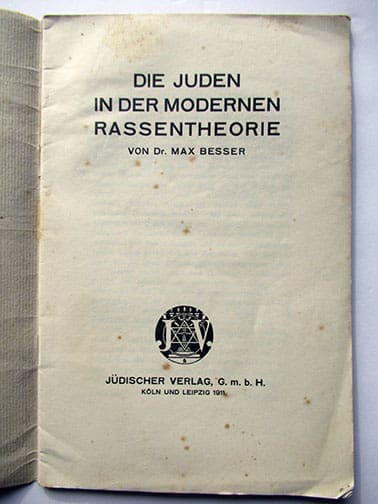 DIE JUDEN
IN DER MODERNEN
RASSENTHEORIE
VON Dr. MAX BESSER
J V
JÜDISCHER VERLAG, G. m. b. H.
KÖLN UND LEIPZIG 1911